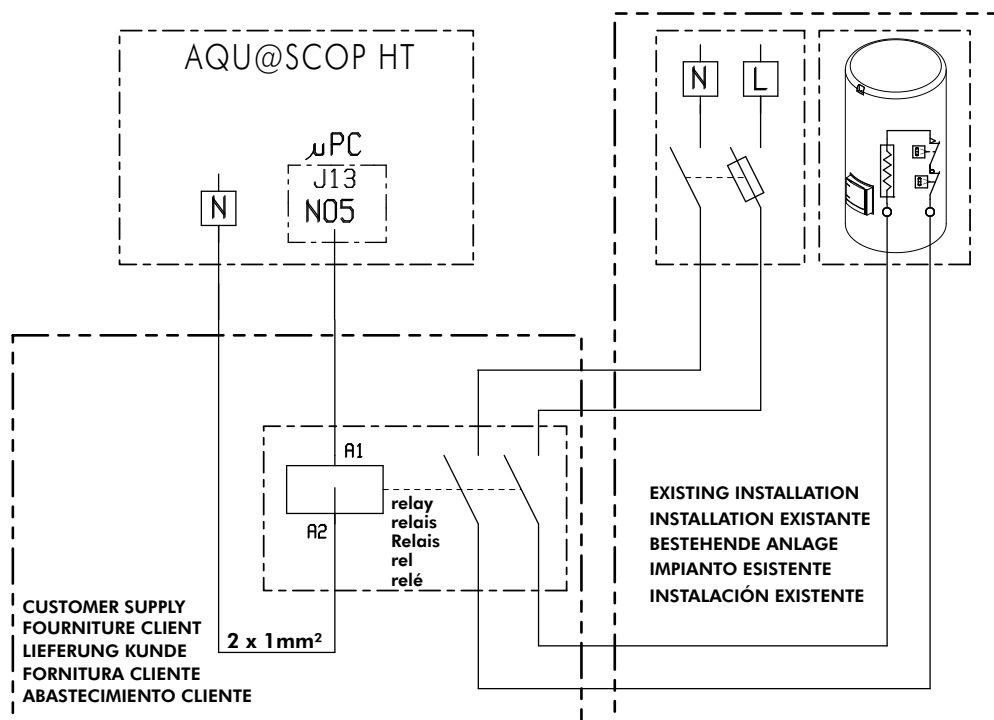 AQU@SCOP HT
N
L
µPC
J13
N05
N
A1
A2
relay
relais
Relais
rel
relé
EXISTING INSTALLATION
INSTALLATION EXISTANTE
BESTEHENDE ANLAGE
IMPIANTO ESISTENTE
INSTALACIÓN EXISTENTE
CUSTOMER SUPPLY
FOURNITURE CLIENT
LIEFERUNG KUNDE
FORNITURA CLIENTE
ABASTECIMIENTO CLIENTE
2 x 1mm²